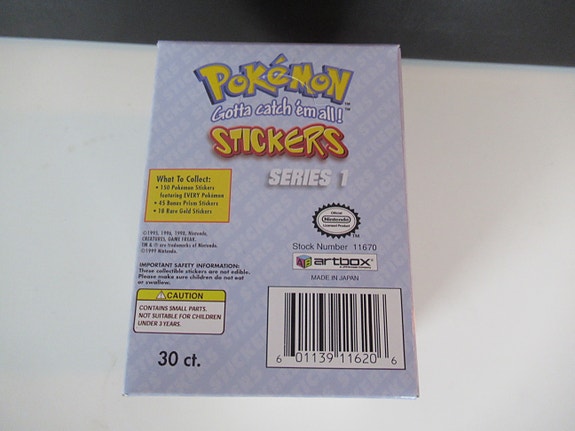 POKéMON
Gotta catch 'em all!
STICKERS
SERIES 1
What To Collect:
• 150 Pokémon Stickers
featuring EVERY Pokémon
• 45 Bonus Prism Stickers
• 18 Rare Gold Stickers
©1995, 1996, 1998, Nintendo,
CREATURES, GAME FREAK.
TM & ® are trademarks of Nintendo.
©1999 Nintendo.
Official
Nintendo
Licensed Product
TM
Stock Number 11670
artbox
MADE IN JAPAN
IMPORTANT SAFETY INFORMATION:
These collectible stickers are not edible.
Please make sure children do not eat
or swallow.
CAUTION
CONTAINS SMALL PARTS.
NOT SUITABLE FOR CHILDREN
UNDER 3 YEARS.
30 ct.
6 01139 11620 6